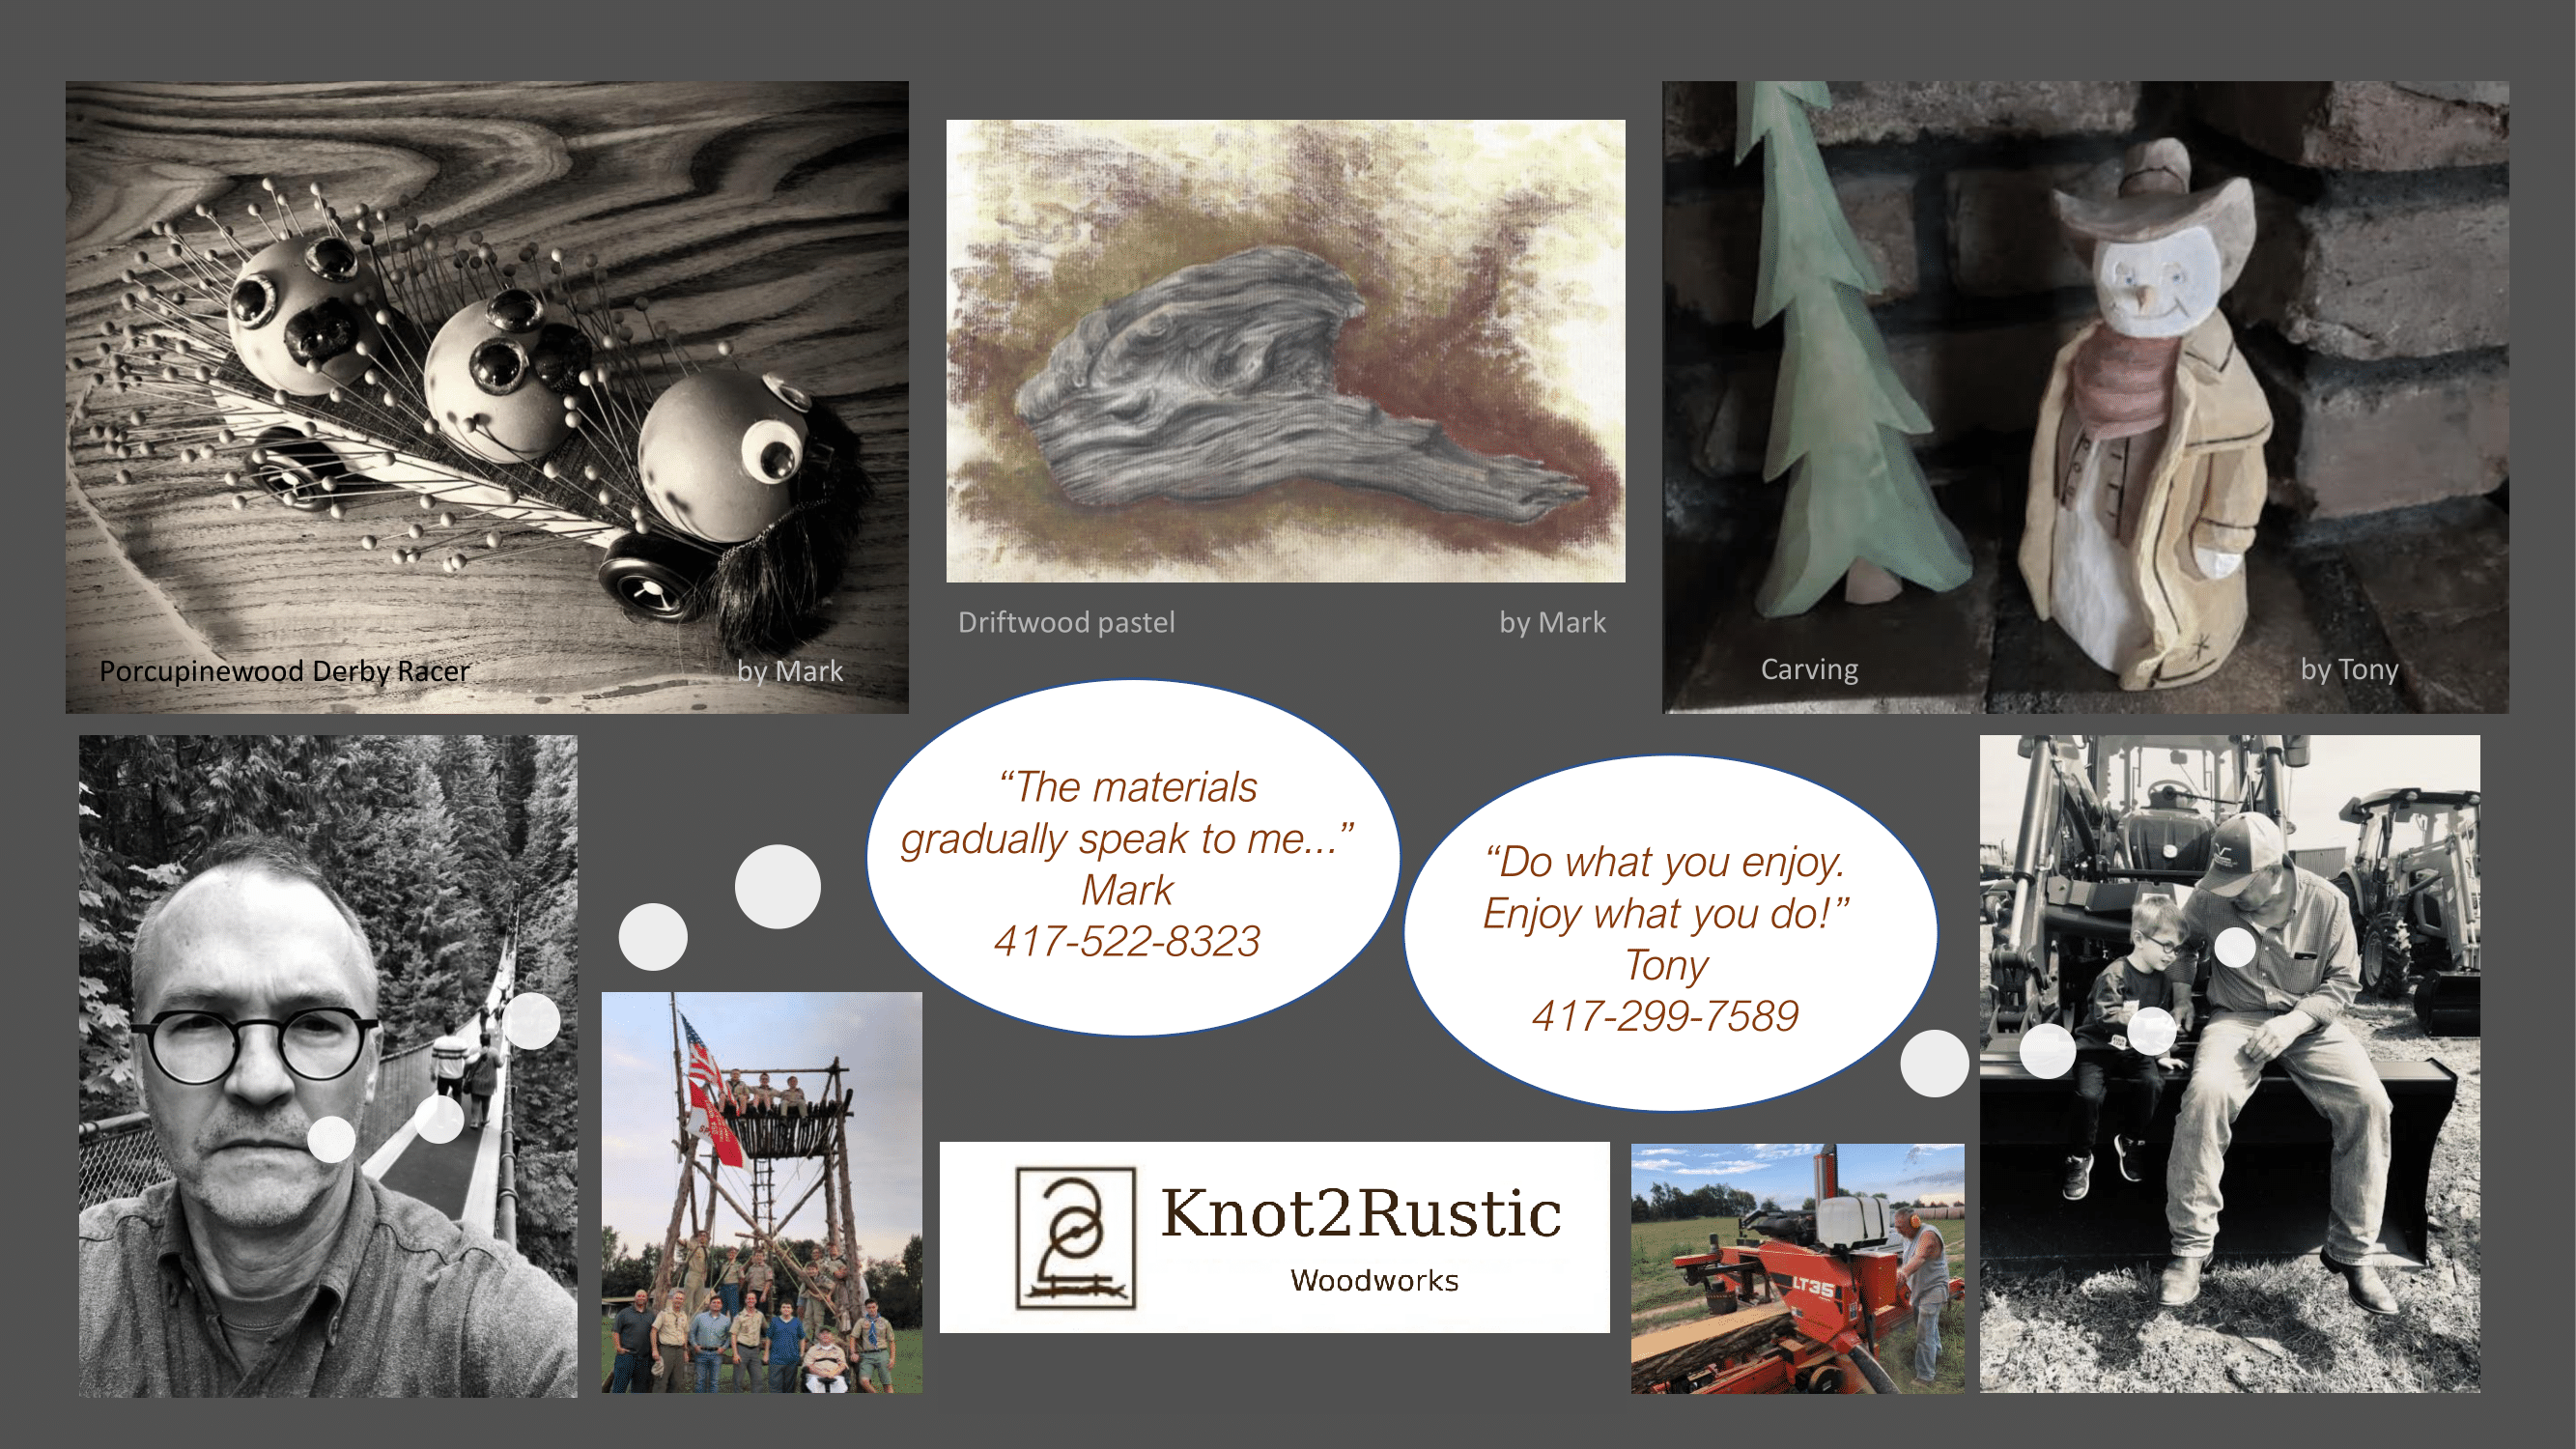 Porcupinewood Derby Racer
by Mark
Driftwood pastel
by Mark
Carving
by Tony
“The materials
gradually speak to me...”
Mark
417-522-8323
“Do what you enjoy.
Enjoy what you do!”
Tony
417-299-7589
Knot2Rustic
Woodworks
LT35